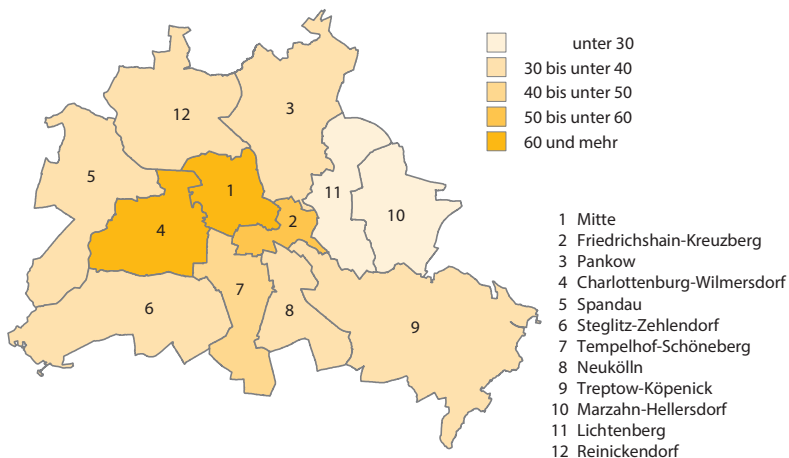 unter 30
30 bis unter 40
40 bis unter 50
50 bis unter 60
60 und mehr
12
3
5
1
11
10
2
4
7
6
8
9
1 Mitte
2 Friedrichshain-Kreuzberg
3 Pankow
4 Charlottenburg-Wilmersdorf
5 Spandau
6 Steglitz-Zehlendorf
7 Tempelhof-Schöneberg
8 Neukölln
9 Treptow-Köpenick
10 Marzahn-Hellersdorf
11 Lichtenberg
12 Reinickendorf